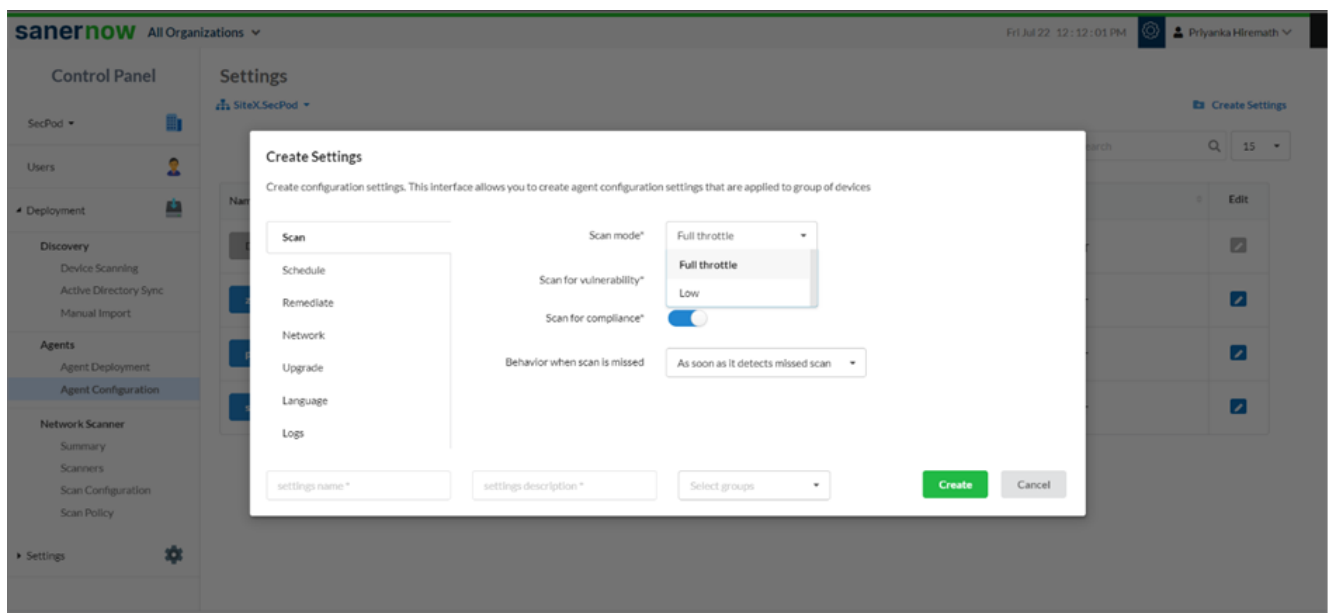 sanernow All Organizations
Fri Jul 22 12:12:01 PM
Priyanka Hiremath
Control Panel
SecPod
Users
Deployment
Discovery
Device Scanning
Active Directory Sync
Manual Import
Agents
Agent Deployment
Agent Configuration
Network Scanner
Summary
Scanners
Scan Configuration
Scan Policy
Settings
Settings
SiteX.SecPod
Create Settings
15
Edit
Create Settings
Create configuration settings. This interface allows you to create agent configuration settings that are applied to group of devices
Scan
Schedule
Remediate
Network
Upgrade
Language
Logs
Scan mode*
Full throttle
Full throttle
Low
Scan for vulnerability*
Scan for compliance*
Behavior when scan is missed
As soon as it detects missed scan
settings name *
settings description *
Select groups
Create
Cancel